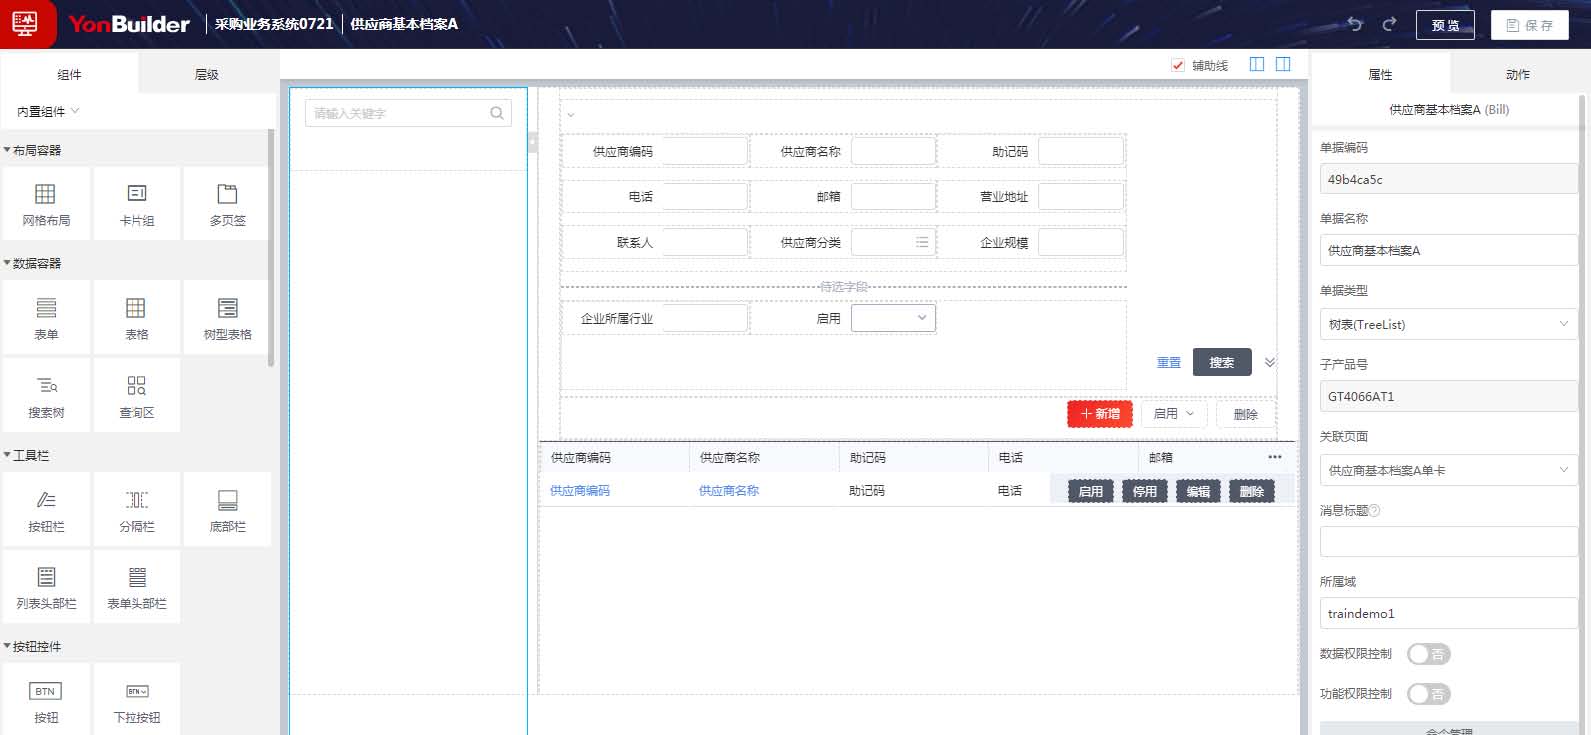 YonBuilder 采购业务系统0721 供应商基本档案A 预览 保存
组件 层级
内置组件
布局容器
网格布局 卡片组 多页签
数据容器
表单 表格 树型表格
搜索树 查询区
工具栏
按钮栏 分隔栏 底部栏
列表头部栏 表单头部栏
按钮控件
BTN BTN
按钮 下拉按钮
辅助线
请输入关键字
供应商编码 供应商名称 助记码
电话 邮箱 营业地址
联系人 供应商分类 企业规模
待选字段
企业所属行业 启用
重置 搜索
+ 新增 启用 删除
供应商编码 供应商名称 助记码 电话 邮箱 •••
供应商编码 供应商名称 助记码 电话 启用 停用 编辑 删除
属性 动作
供应商基本档案A (Bill)
单据编码
49b4ca5c
单据名称
供应商基本档案A
单据类型
树表(TreeList)
子产品号
GT4066AT1
关联页面
供应商基本档案A单卡
消息标题?
所属域
traindemo1
数据权限控制 否
功能权限控制 否